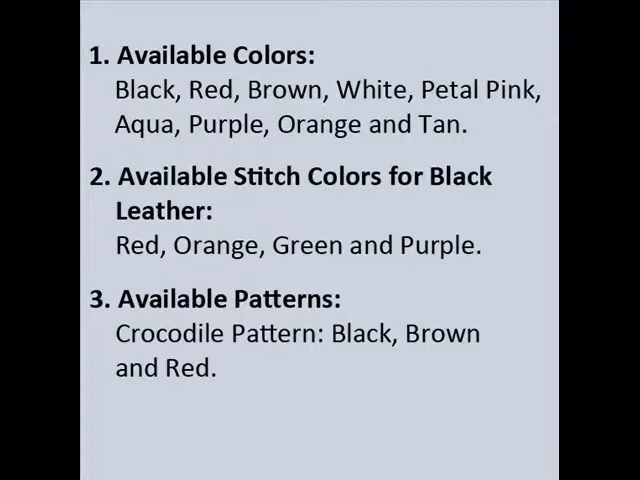 1. Available Colors:
Black, Red, Brown, White, Petal Pink,
Aqua, Purple, Orange and Tan.
2. Available Stitch Colors for Black
Leather:
Red, Orange, Green and Purple.
3. Available Patterns:
Crocodile Pattern: Black, Brown
and Red.